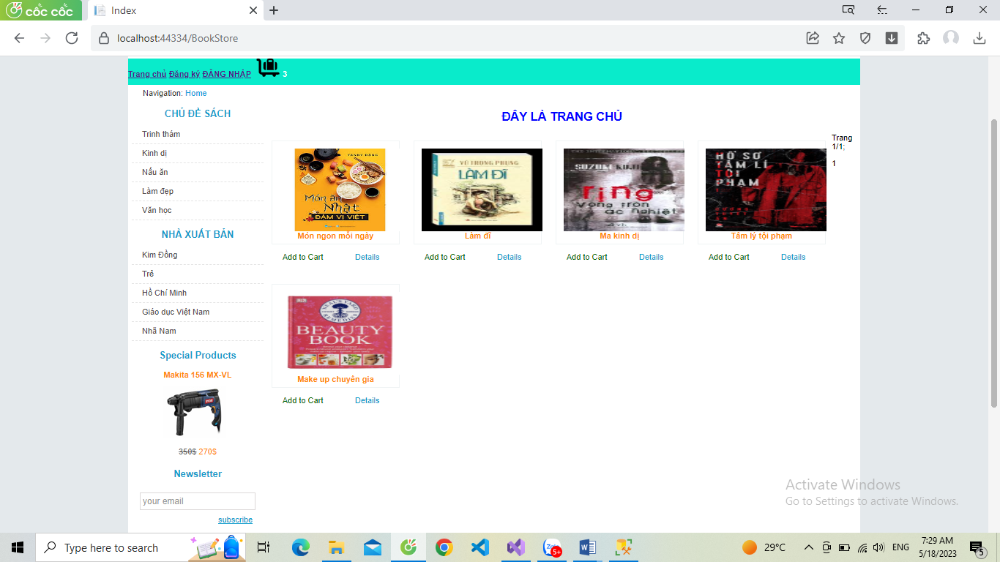 cốc cốc
Index
localhost:44334/BookStore
Trang chủ Đăng ký ĐĂNG NHẬP 3
Navigation: Home
CHỦ ĐỀ SÁCH
Trinh thám
Kinh dị
Nấu ăn
Làm đẹp
Văn học
NHÀ XUẤT BẢN
Kim Đồng
Trẻ
Hồ Chí Minh
Giáo dục Việt Nam
Nhã Nam
Special Products
Makita 156 MX-VL
350$ 270$
Newsletter
your email
subscribe
ĐÂY LÀ TRANG CHỦ
Trang
1/1;
1
Món ăn
Nhật
ĐẬM VỊ VIỆT
Món ngon mỗi ngày
Add to Cart Details
VŨ TRỌNG PHỤNG
LÀM ĐĨ
Làm đĩ
Add to Cart Details
SUZUKI KOJI
ring
vòng tròn
ác nghiệt
Ma kinh dị
Add to Cart Details
HỒ SƠ
TÂM LÍ
TỘI
PHẠM
Tâm lý tội phạm
Add to Cart Details
DK
NEAL'S YARD
REMEDIES
BEAUTY
BOOK
Make up chuyên gia
Add to Cart Details
Activate Windows
Go to Settings to activate Windows.
Type here to search
5+
29°C
ENG
7:29 AM
5/18/2023
5